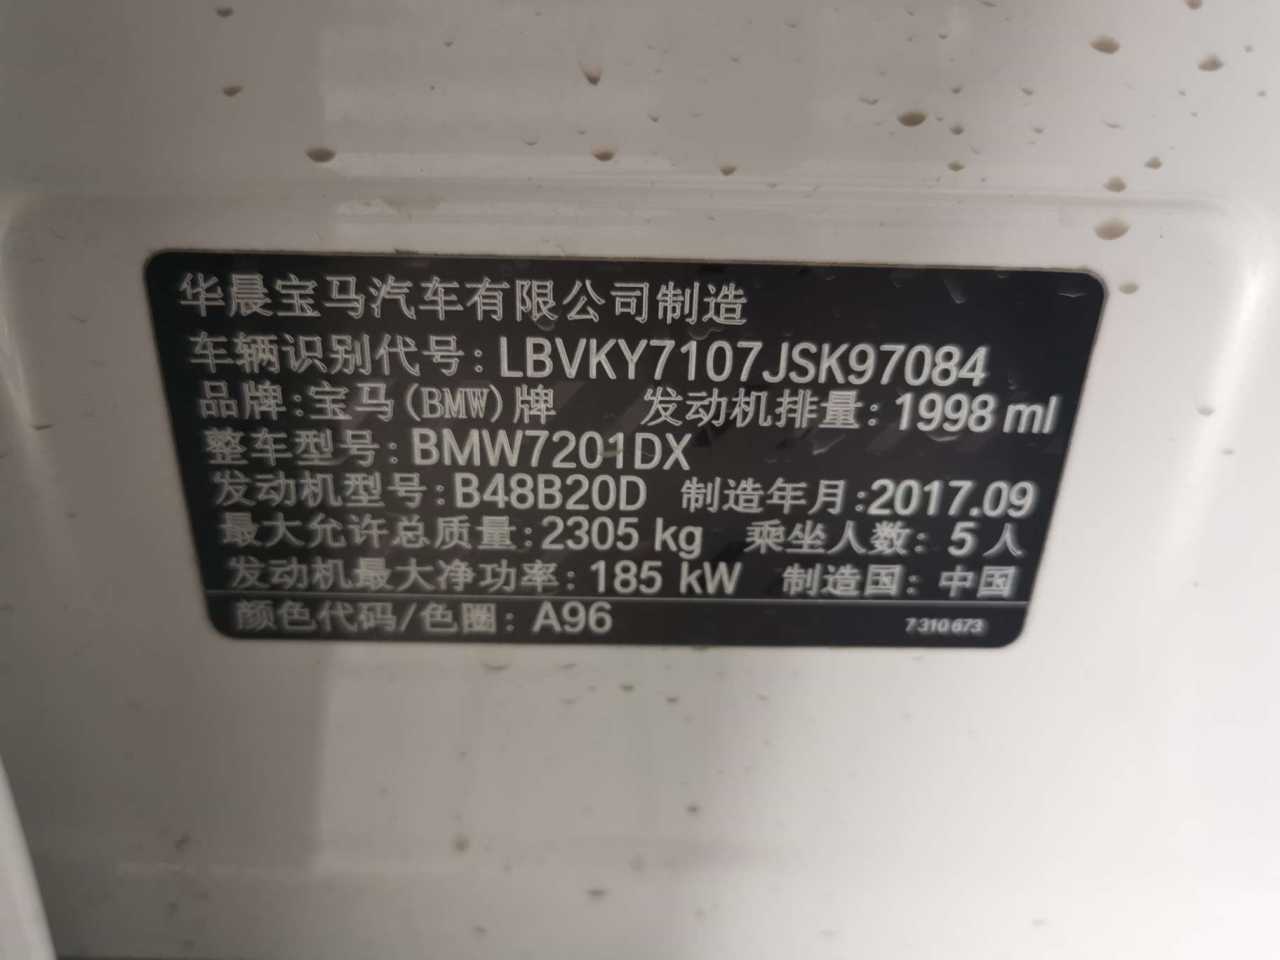 华晨宝马汽车有限公司制造
车辆识别代号:LBVKY7107JSK97084
品牌:宝马(BMW)牌 发动机排量:1998 ml
整车型号:BMW7201DX
发动机型号:B48B20D 制造年月:2017.09
最大允许总质量:2305 kg 乘坐人数: 5 人
发动机最大净功率:185 kW 制造国: 中国
颜色代码/色圈: A96 7 310 673